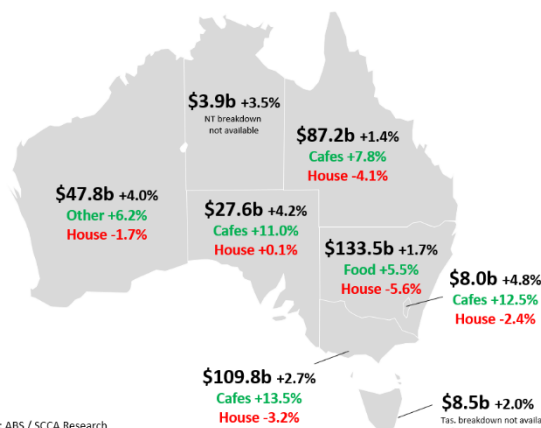 $3.9b +3.5%
NT breakdown
not available
$87.2b +1.4%
Cafes +7.8%
House -4.1%
$47.8b +4.0%
Other +6.2%
House -1.7%
$27.6b +4.2%
Cafes +11.0%
House +0.1%
$133.5b +1.7%
Food +5.5%
House -5.6%
$8.0b +4.8%
Cafes +12.5%
House -2.4%
$109.8b +2.7%
Cafes +13.5%
House -3.2%
$8.5b +2.0%
Tas. breakdown not availa
: ABS / SCCA Research